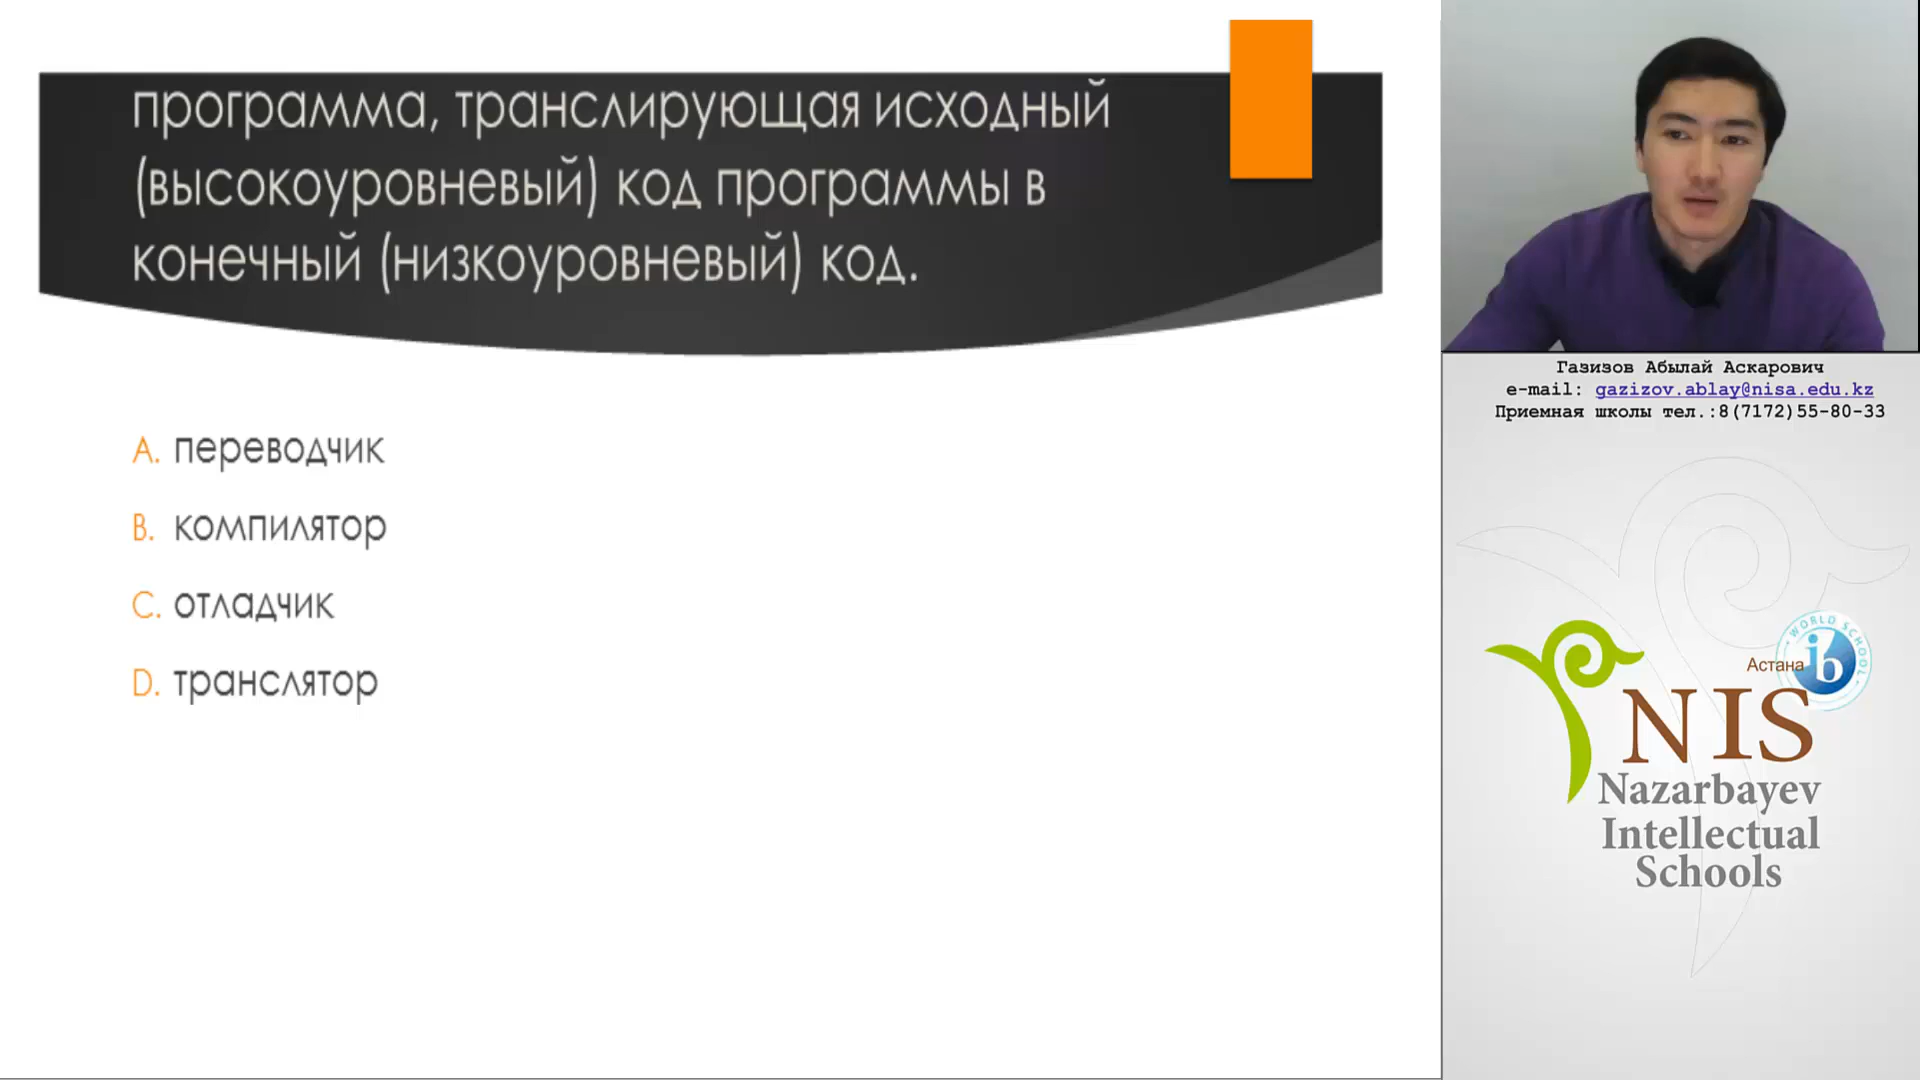 программа, транслирующая исходный
(высокоуровневый) код программы в
конечный (низкоуровневый) код.
A. переводчик
B. компилятор
C. отладчик
D. транслятор
Газизов Абылай Аскарович
e-mail: gazizov.ablay@nisa.edu.kz
Приемная школы тел.:8(7172)55-80-33
WORLD SCHOOL
Астана ib
NIS
Nazarbayev
Intellectual
Schools